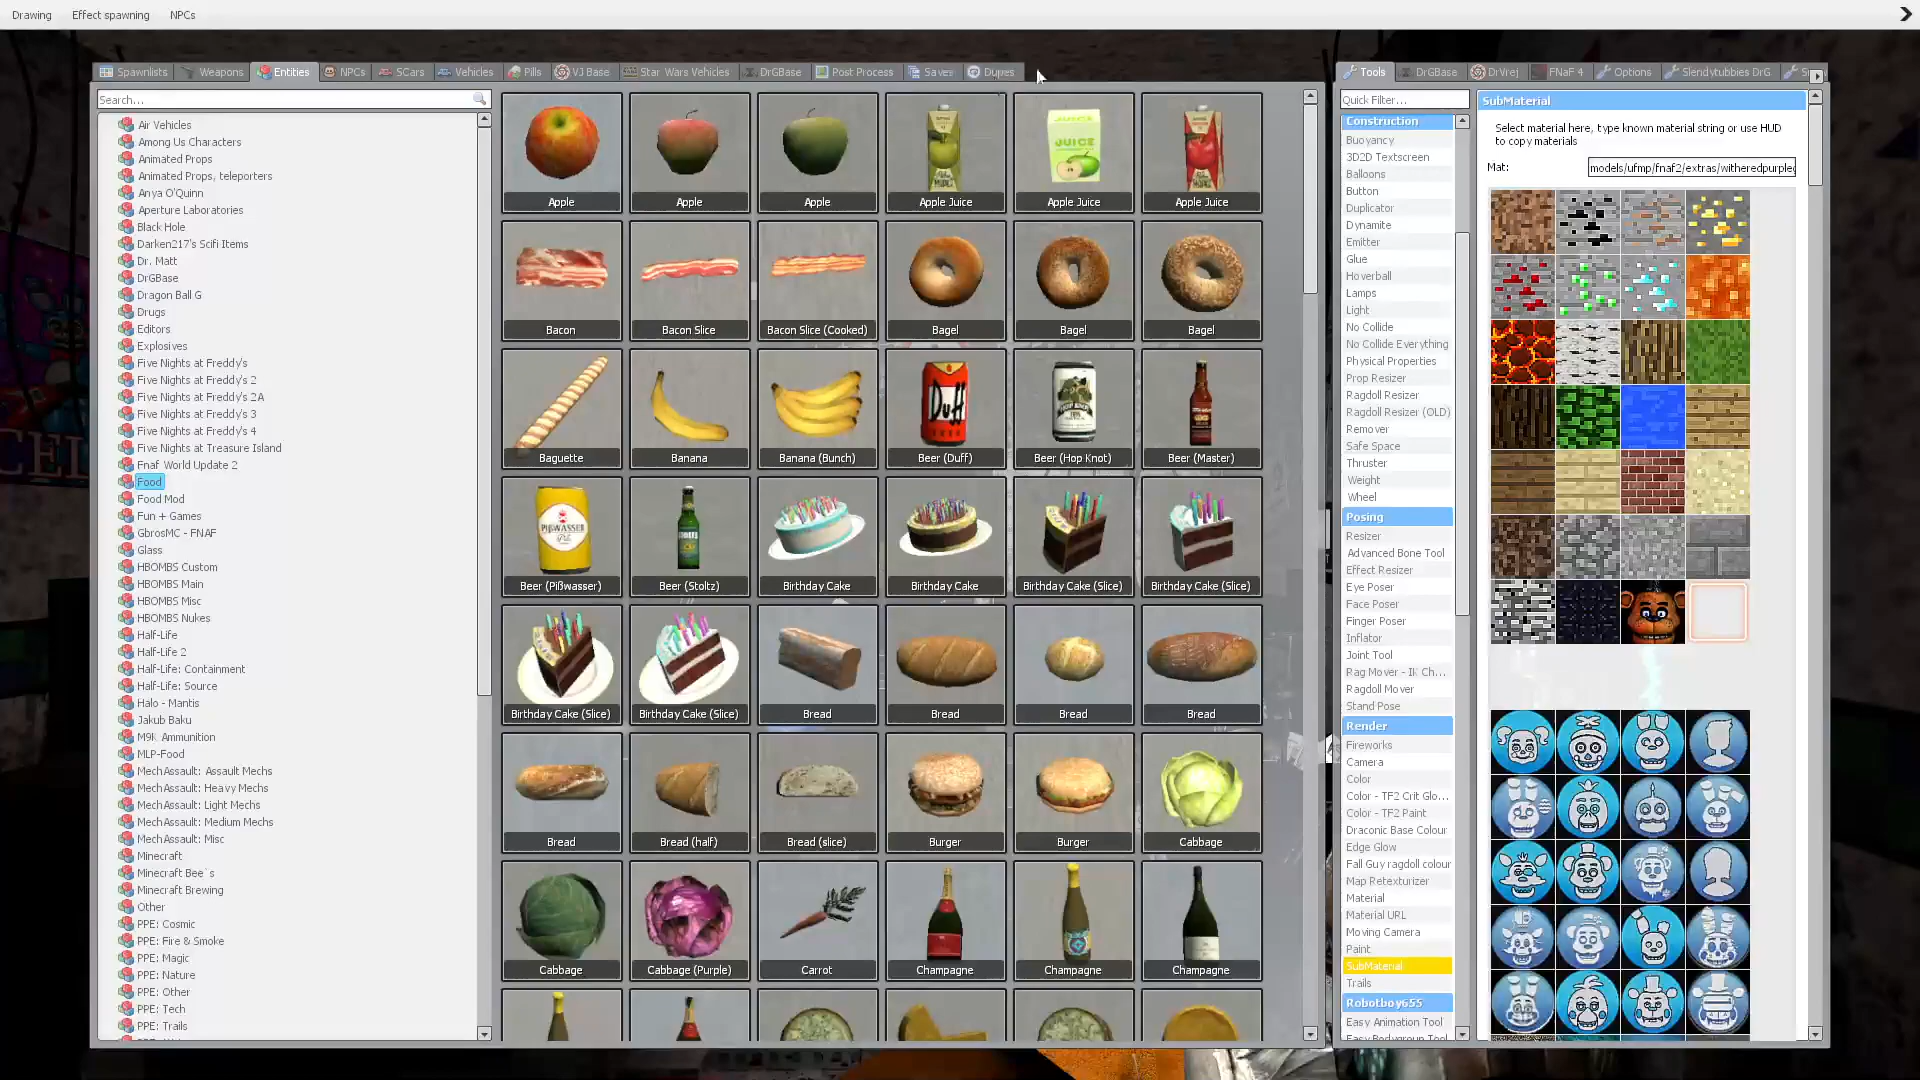 Drawing Effect spawning NPCs
Spawnlists Weapons Entities NPCs SCars Vehicles Pills VJ Base Star Wars Vehicles DrGBase Post Process Saves Dupes
Tools DrGBase DrVrej FNaF 4 Options Slendytubbies DrG
Search...
Air Vehicles
Among Us Characters
Animated Props
Animated Props, teleporters
Anya O'Quinn
Aperture Laboratories
Black Hole
Darken217's Scifi Items
Dr. Matt
DrGBase
Dragon Ball G
Drugs
Editors
Explosives
Five Nights at Freddy's
Five Nights at Freddy's 2
Five Nights at Freddy's 2A
Five Nights at Freddy's 3
Five Nights at Freddy's 4
Five Nights at Treasure Island
Fnaf World Update 2
Food
Food Mod
Fun + Games
GbrosMC - FNAF
Glass
HBOMBS Custom
HBOMBS Main
HBOMBS Misc
HBOMBS Nukes
Half-Life
Half-Life 2
Half-Life: Containment
Half-Life: Source
Halo - Mantis
Jakub Baku
M9K Ammunition
MLP-Food
MechAssault: Assault Mechs
MechAssault: Heavy Mechs
MechAssault: Light Mechs
MechAssault: Medium Mechs
MechAssault: Misc
Minecraft
Minecraft Bee´s
Minecraft Brewing
Other
PPE: Cosmic
PPE: Fire & Smoke
PPE: Magic
PPE: Nature
PPE: Other
PPE: Tech
PPE: Trails
Apple Apple Apple Apple Juice Apple Juice Apple Juice
Bacon Bacon Slice Bacon Slice (Cooked) Bagel Bagel Bagel
Baguette Banana Banana (Bunch) Beer (Duff) Beer (Hop Knot) Beer (Master)
Beer (Pißwasser) Beer (Stoltz) Birthday Cake Birthday Cake Birthday Cake (Slice) Birthday Cake (Slice)
Birthday Cake (Slice) Birthday Cake (Slice) Bread Bread Bread Bread
Bread Bread (half) Bread (slice) Burger Burger Cabbage
Cabbage Cabbage (Purple) Carrot Champagne Champagne Champagne
JUICE
Duff
PIßWASSER
Quick Filter...
Construction
Buoyancy
3D2D Textscreen
Balloons
Button
Duplicator
Dynamite
Emitter
Glue
Hoverball
Lamps
Light
No Collide
No Collide Everything
Physical Properties
Prop Resizer
Ragdoll Resizer
Ragdoll Resizer (OLD)
Remover
Safe Space
Thruster
Weight
Wheel
Posing
Resizer
Advanced Bone Tool
Effect Resizer
Eye Poser
Face Poser
Finger Poser
Inflator
Joint Tool
Rag Mover - IK Ch...
Ragdoll Mover
Stand Pose
Render
Fireworks
Camera
Color
Color - TF2 Crit Glo...
Color - TF2 Paint
Draconic Base Colour
Edge Glow
Fall Guy ragdoll colour
Map Retexturizer
Material
Material URL
Moving Camera
Paint
SubMaterial
Trails
Robotboy655
Easy Animation Tool
Easy Bodygroup Tool
SubMaterial
Select material here, type known material string or use HUD
to copy materials
Mat: models/ufmp/fnaf2/extras/witheredpurple